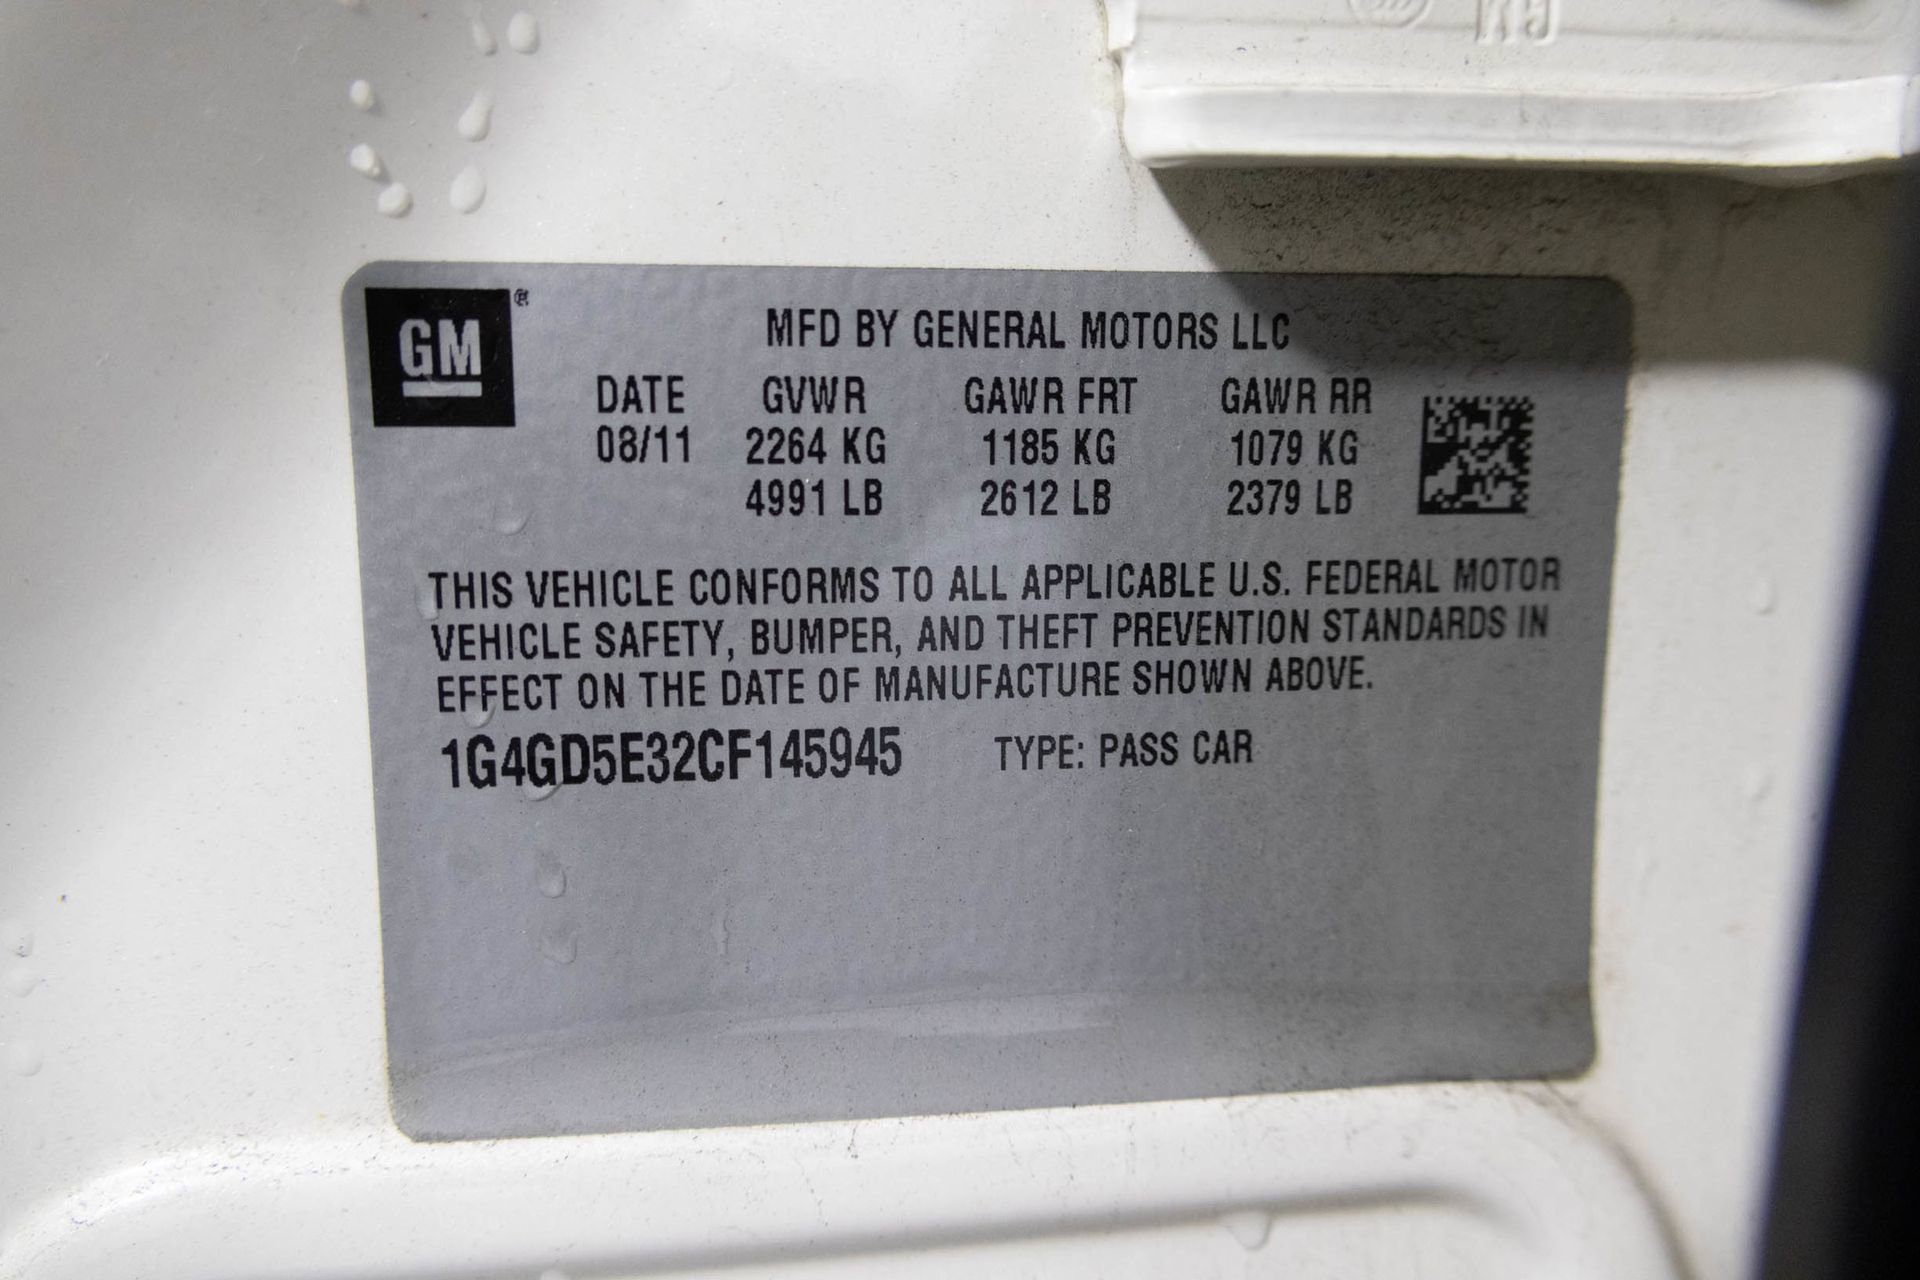 GM ®
MFD BY GENERAL MOTORS LLC
DATE GVWR GAWR FRT GAWR RR
08/11 2264 KG 1185 KG 1079 KG
4991 LB 2612 LB 2379 LB
THIS VEHICLE CONFORMS TO ALL APPLICABLE U.S. FEDERAL MOTOR
VEHICLE SAFETY, BUMPER, AND THEFT PREVENTION STANDARDS IN
EFFECT ON THE DATE OF MANUFACTURE SHOWN ABOVE.
1G4GD5E32CF145945 TYPE: PASS CAR